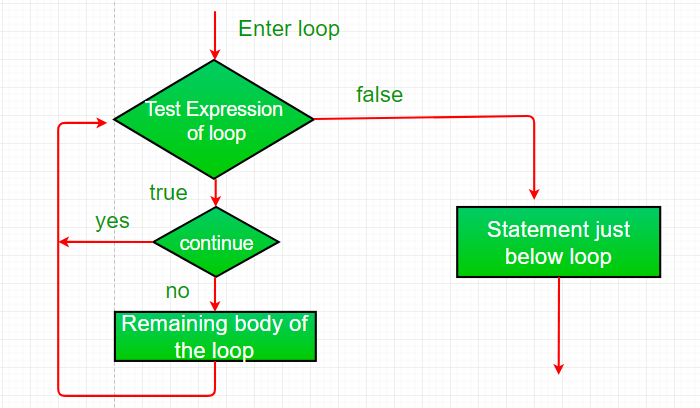 Enter loop
Test Expression
of loop
false
true
yes
continue
Statement just
below loop
no
Remaining body of
the loop